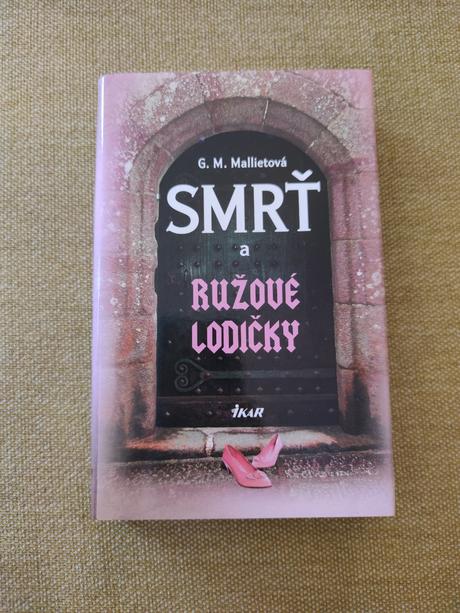 G. M. Mallietová
SMRŤ
a
RUŽOVÉ
LODIČKY
IKAR